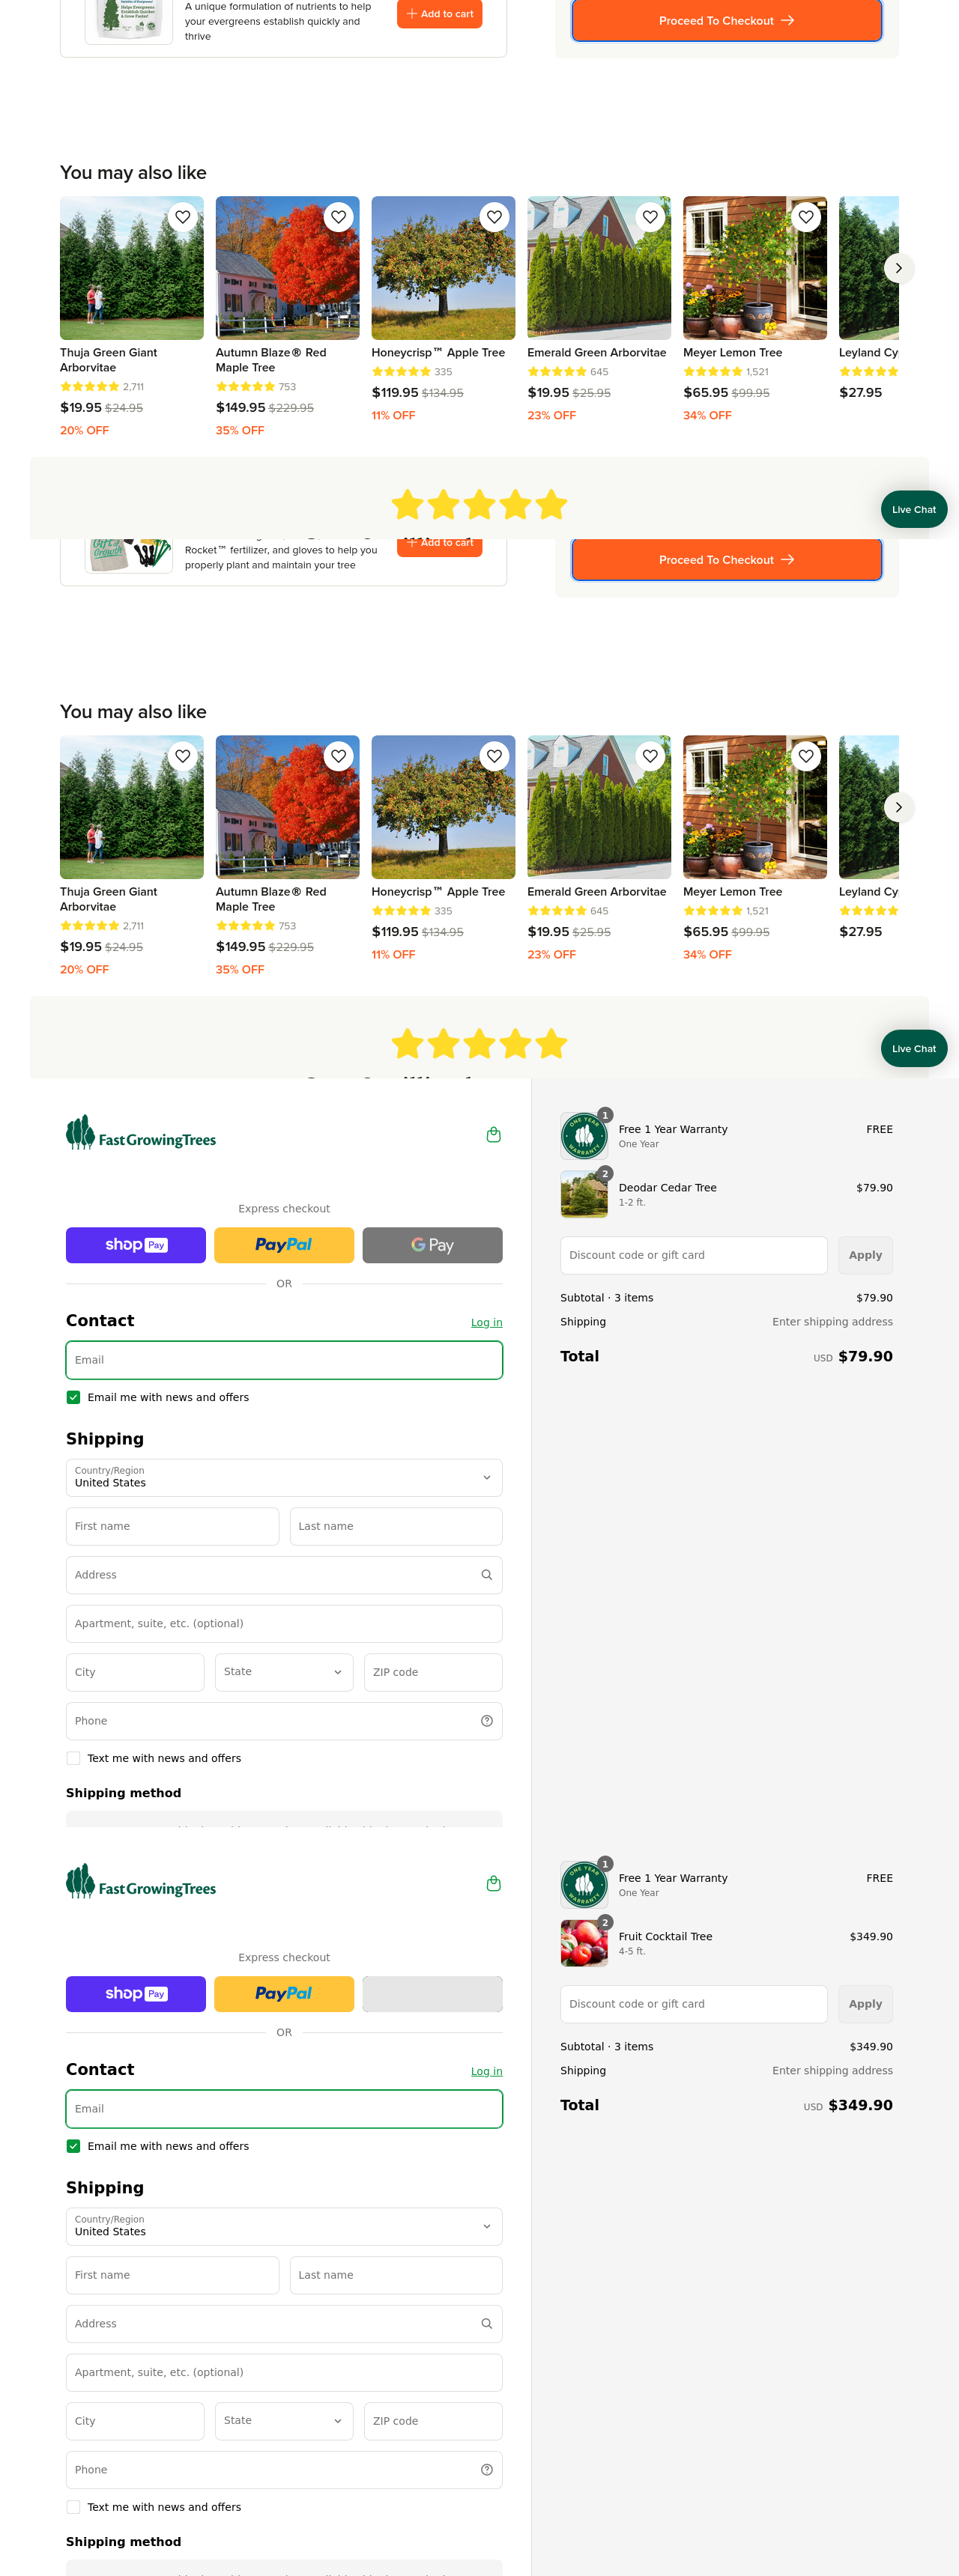 A unique formulation of nutrients to help
your evergreens establish quickly and
thrive
+ Add to cart
Proceed To Checkout →
You may also like
Thuja Green Giant
Arborvitae
2,711
$19.95 $24.95
20% OFF
Autumn Blaze® Red
Maple Tree
753
$149.95 $229.95
35% OFF
Honeycrisp™ Apple Tree
335
$119.95 $134.95
11% OFF
Emerald Green Arborvitae
645
$19.95 $25.95
23% OFF
Meyer Lemon Tree
1,521
$65.95 $99.95
34% OFF
Leyland Cy
$27.95
Live Chat
Rocket™ fertilizer, and gloves to help you
properly plant and maintain your tree
+ Add to cart
Proceed To Checkout →
You may also like
Thuja Green Giant
Arborvitae
2,711
$19.95 $24.95
20% OFF
Autumn Blaze® Red
Maple Tree
753
$149.95 $229.95
35% OFF
Honeycrisp™ Apple Tree
335
$119.95 $134.95
11% OFF
Emerald Green Arborvitae
645
$19.95 $25.95
23% OFF
Meyer Lemon Tree
1,521
$65.95 $99.95
34% OFF
Leyland Cy
$27.95
Live Chat
FastGrowingTrees
Express checkout
shop Pay
PayPal
G Pay
OR
Contact
Log in
Email
Email me with news and offers
Shipping
Country/Region
United States
First name
Last name
Address
Apartment, suite, etc. (optional)
City
State
ZIP code
Phone
Text me with news and offers
Shipping method
ONE YEAR
WARRANTY
1
Free 1 Year Warranty
FREE
One Year
2
Deodar Cedar Tree
$79.90
1-2 ft.
Discount code or gift card
Apply
Subtotal · 3 items
$79.90
Shipping
Enter shipping address
Total
USD $79.90
FastGrowingTrees
Express checkout
shop Pay
PayPal
OR
Contact
Log in
Email
Email me with news and offers
Shipping
Country/Region
United States
First name
Last name
Address
Apartment, suite, etc. (optional)
City
State
ZIP code
Phone
Text me with news and offers
Shipping method
ONE YEAR
WARRANTY
1
Free 1 Year Warranty
FREE
One Year
2
Fruit Cocktail Tree
$349.90
4-5 ft.
Discount code or gift card
Apply
Subtotal · 3 items
$349.90
Shipping
Enter shipping address
Total
USD $349.90